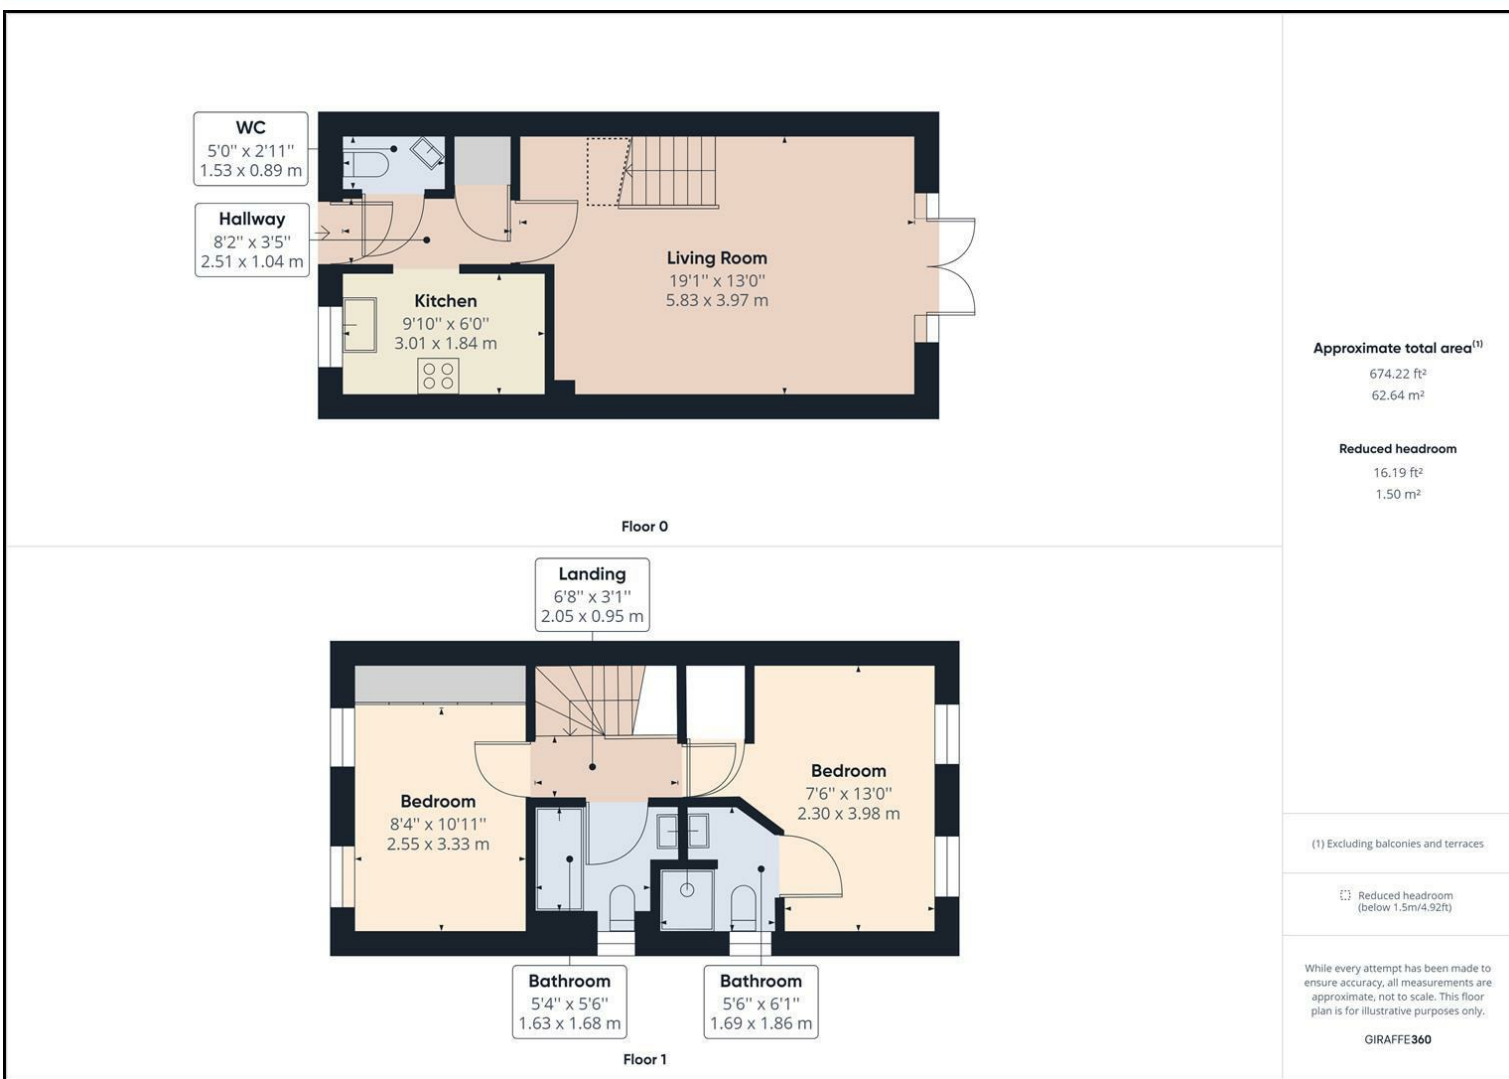 WC
5'0" x 2'11"
1.53 x 0.89 m
Hallway
8'2" x 3'5"
2.51 x 1.04 m
Living Room
19'1" x 13'0"
5.83 x 3.97 m
Kitchen
9'10" x 6'0"
3.01 x 1.84 m
Floor 0
Landing
6'8" x 3'1"
2.05 x 0.95 m
Bedroom
8'4" x 10'11"
2.55 x 3.33 m
Bedroom
7'6" x 13'0"
2.30 x 3.98 m
Bathroom
5'4" x 5'6"
1.63 x 1.68 m
Bathroom
5'6" x 6'1"
1.69 x 1.86 m
Floor 1
Approximate total area(1)
674.22 ft²
62.64 m²
Reduced headroom
16.19 ft²
1.50 m²
(1) Excluding balconies and terraces
Reduced headroom
(below 1.5m/4.92ft)
While every attempt has been made to
ensure accuracy, all measurements are
approximate, not to scale. This floor
plan is for illustrative purposes only.
GIRAFFE360